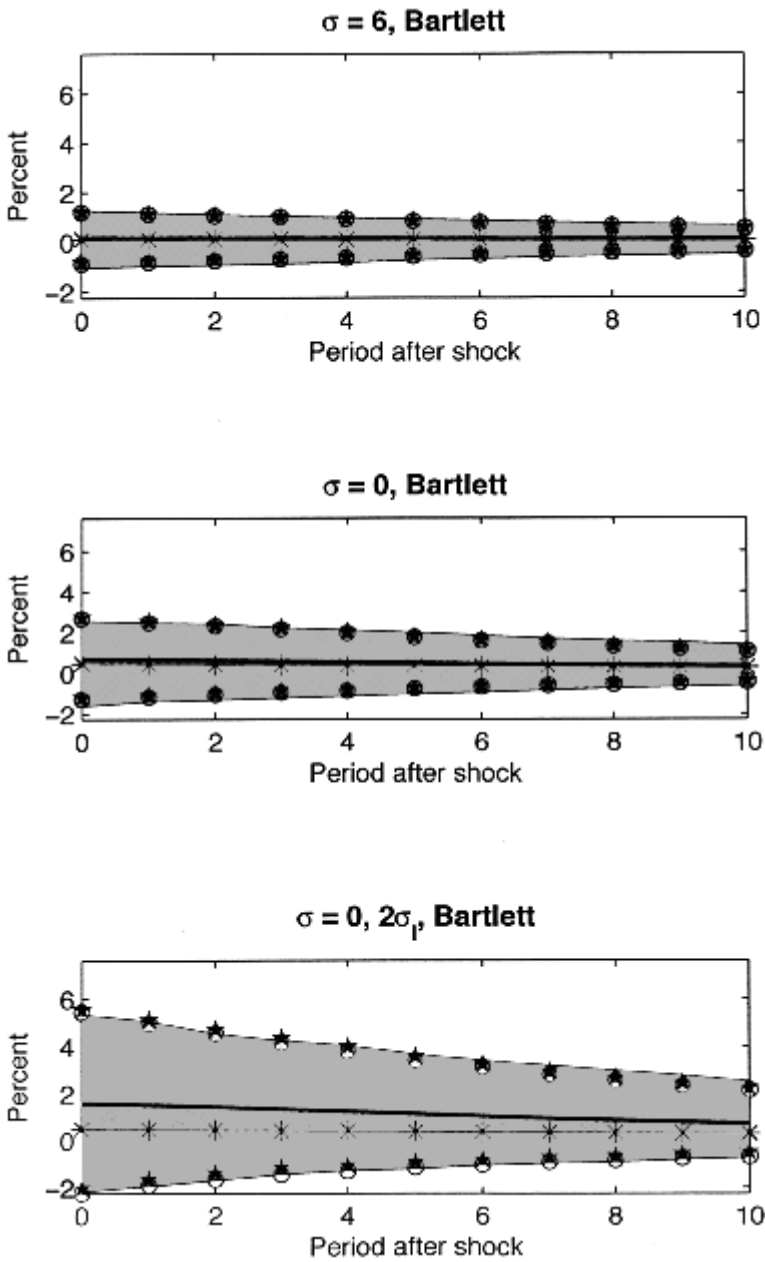 σ = 6, Bartlett
Percent
6
4
2
0
−2
0 2 4 6 8 10
Period after shock
σ = 0, Bartlett
Percent
6
4
2
0
−2
0 2 4 6 8 10
Period after shock
σ = 0, 2σ_l, Bartlett
Percent
6
4
2
0
−2
0 2 4 6 8 10
Period after shock